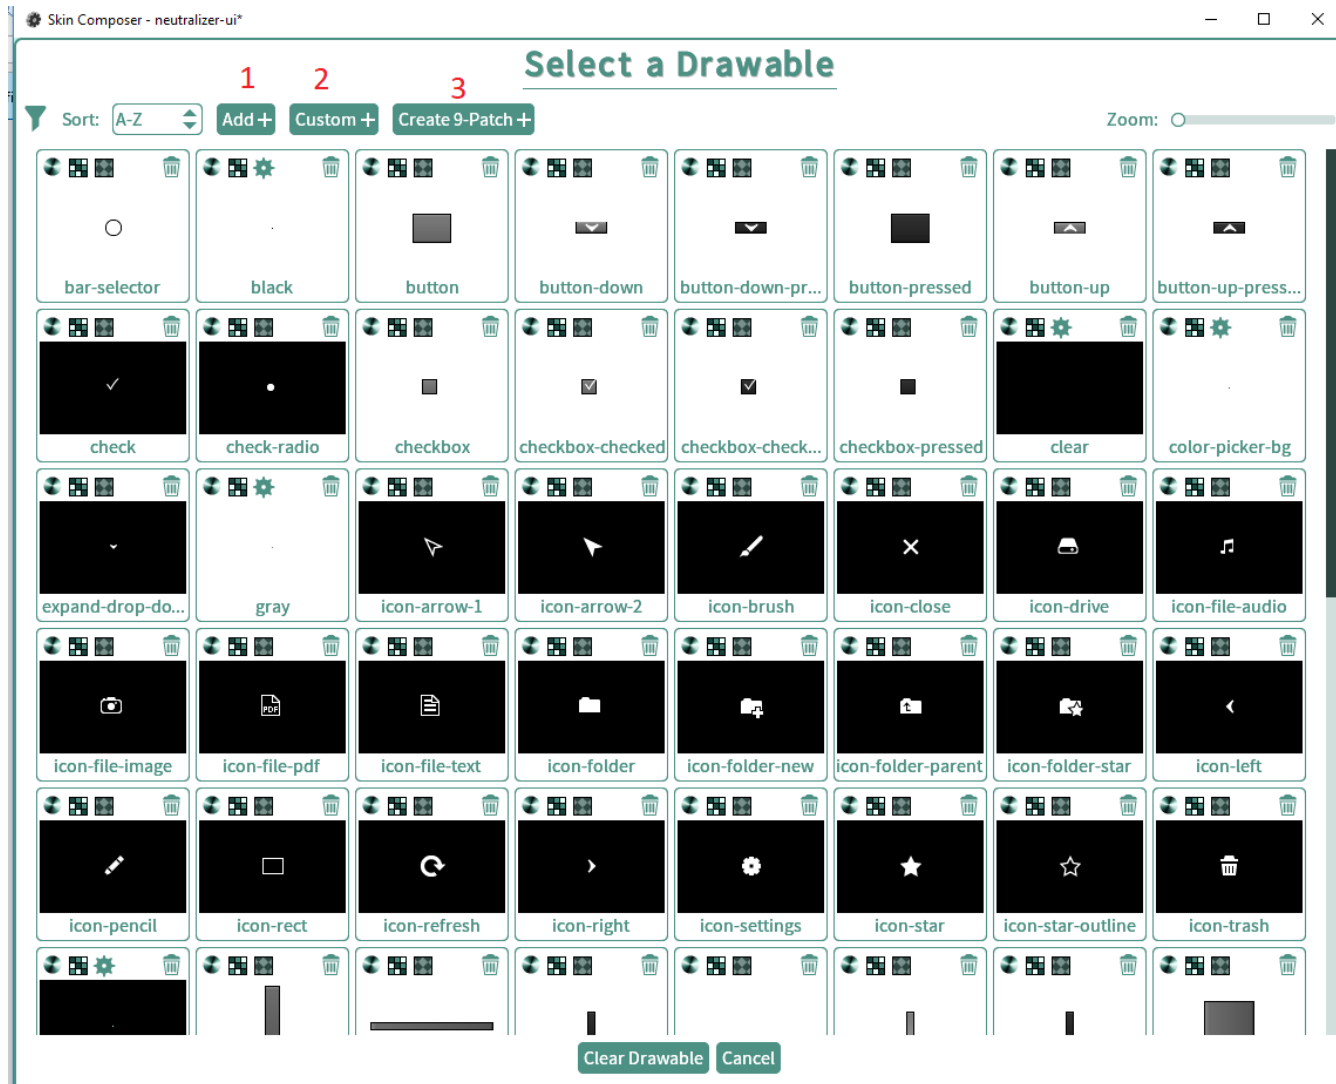 Skin Composer - neutralizer-ui*
Select a Drawable
1 2 3
Sort: A-Z Add+ Custom+ Create 9-Patch+ Zoom:
bar-selector black button button-down button-down-pr... button-pressed button-up button-up-press...
check check-radio checkbox checkbox-checked checkbox-check... checkbox-pressed clear color-picker-bg
expand-drop-do... gray icon-arrow-1 icon-arrow-2 icon-brush icon-close icon-drive icon-file-audio
PDF
icon-file-image icon-file-pdf icon-file-text icon-folder icon-folder-new icon-folder-parent icon-folder-star icon-left
icon-pencil icon-rect icon-refresh icon-right icon-settings icon-star icon-star-outline icon-trash
Clear Drawable Cancel